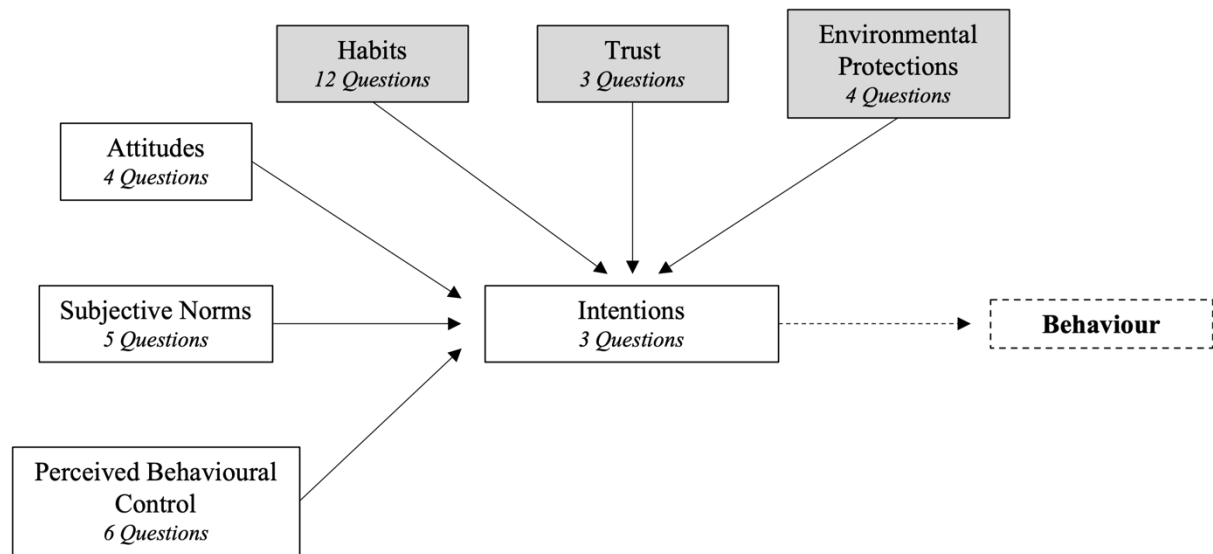 Habits
12 Questions
Trust
3 Questions
Environmental
Protections
4 Questions
Attitudes
4 Questions
Subjective Norms
5 Questions
Intentions
3 Questions
Behaviour
Perceived Behavioural
Control
6 Questions